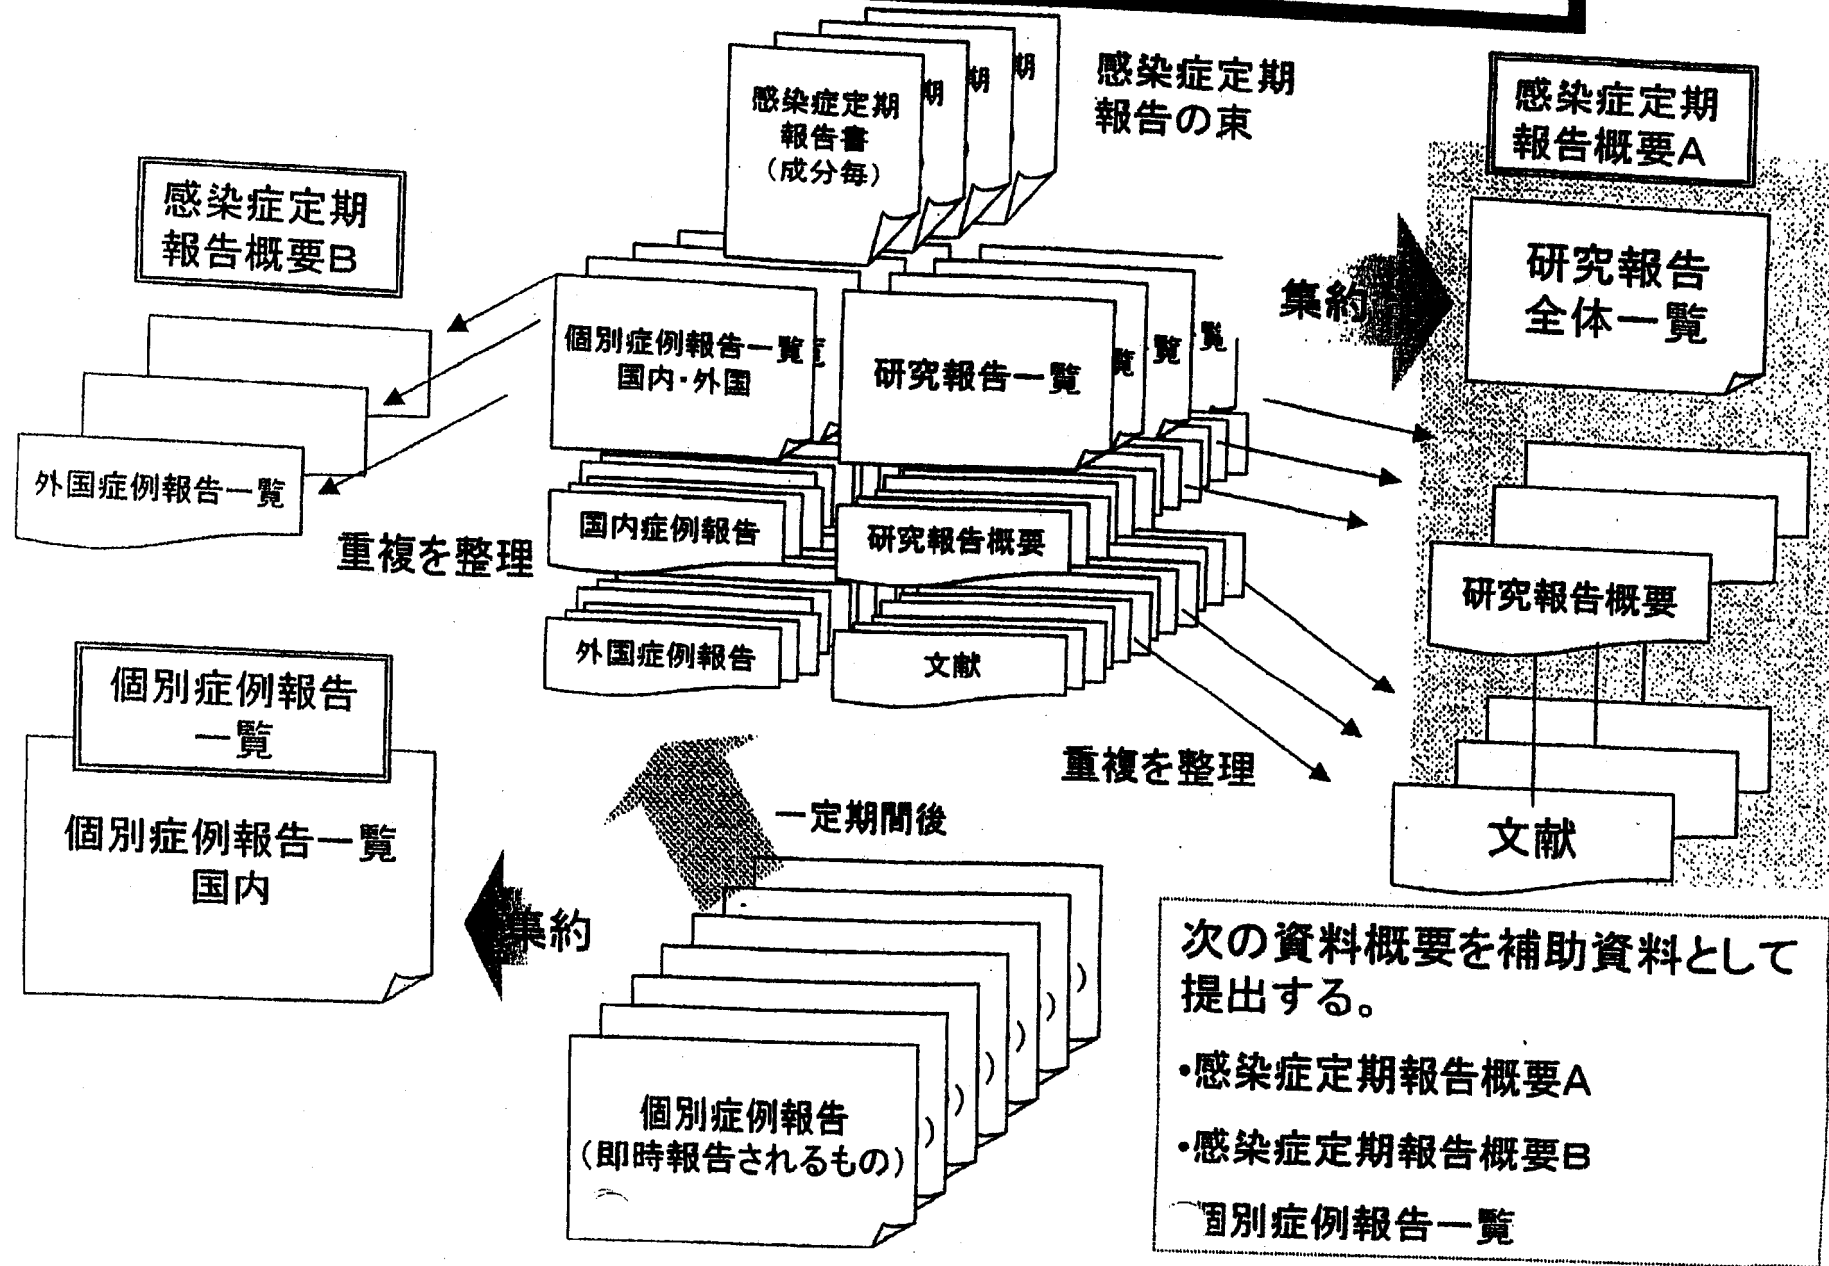 感染症定期
報告書
（成分毎）
期
期
期
感染症定期
報告の束
感染症定期
報告概要A
感染症定期
報告概要B
集約
研究報告
全体一覧
個別症例報告一覧
国内・外国
研究報告一覧
覧
覧
覧
外国症例報告一覧
重複を整理
国内症例報告
研究報告概要
研究報告概要
外国症例報告
文献
個別症例報告
一覧
重複を整理
個別症例報告一覧
国内
一定期間後
文献
集約
個別症例報告
（即時報告されるもの）
）
）
）
）
）
）
次の資料概要を補助資料として
提出する。
・感染症定期報告概要A
・感染症定期報告概要B
個別症例報告一覧